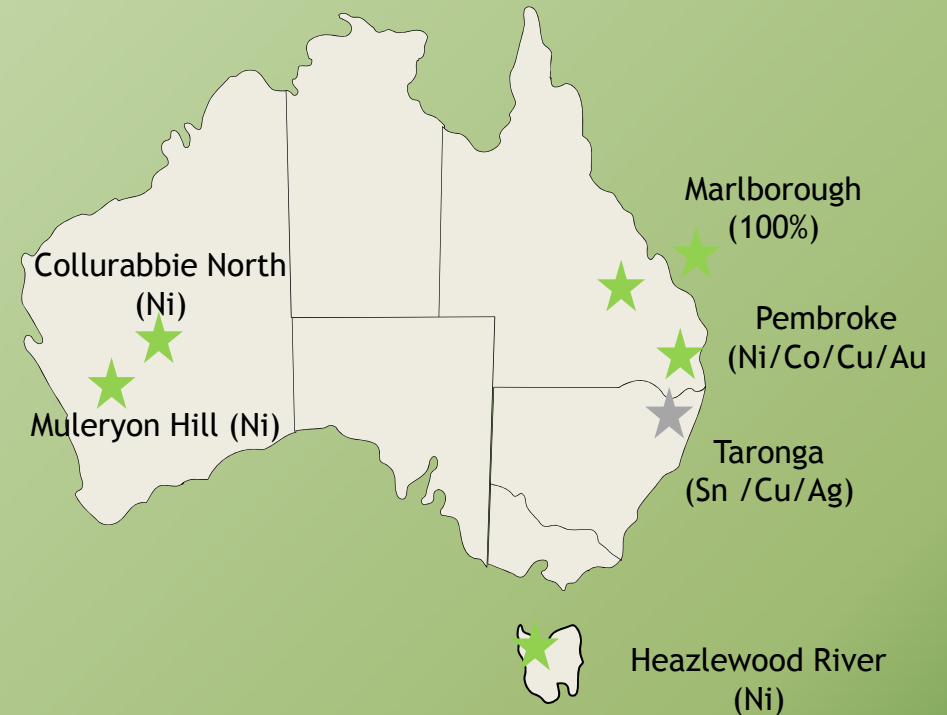 Marlborough
(100%)
Collurabbie North
(Ni)
Pembroke
(Ni/Co/Cu/Au
Muleryon Hill (Ni)
Taronga
(Sn /Cu/Ag)
Heazlewood River
(Ni)